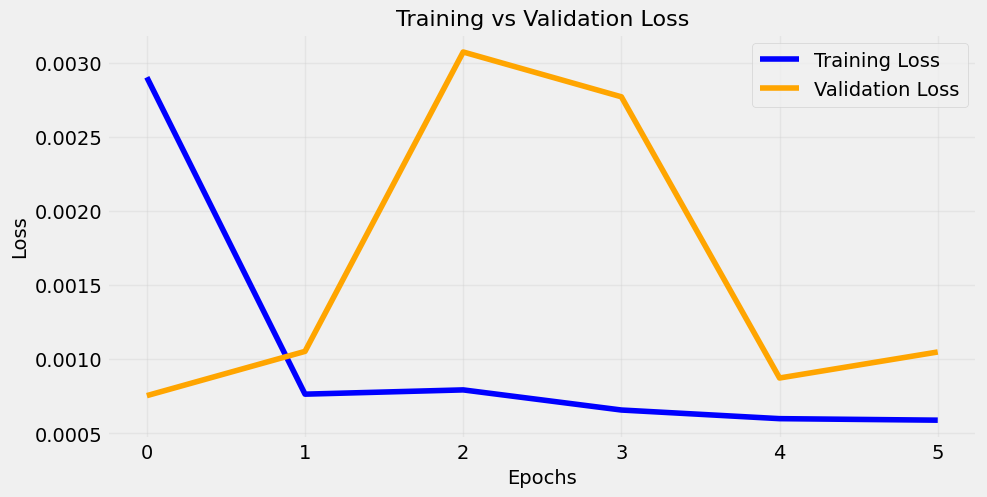 Training vs Validation Loss
Training Loss
Validation Loss
0.0030
0.0025
0.0020
0.0015
0.0010
0.0005
Loss
0 1 2 3 4 5
Epochs